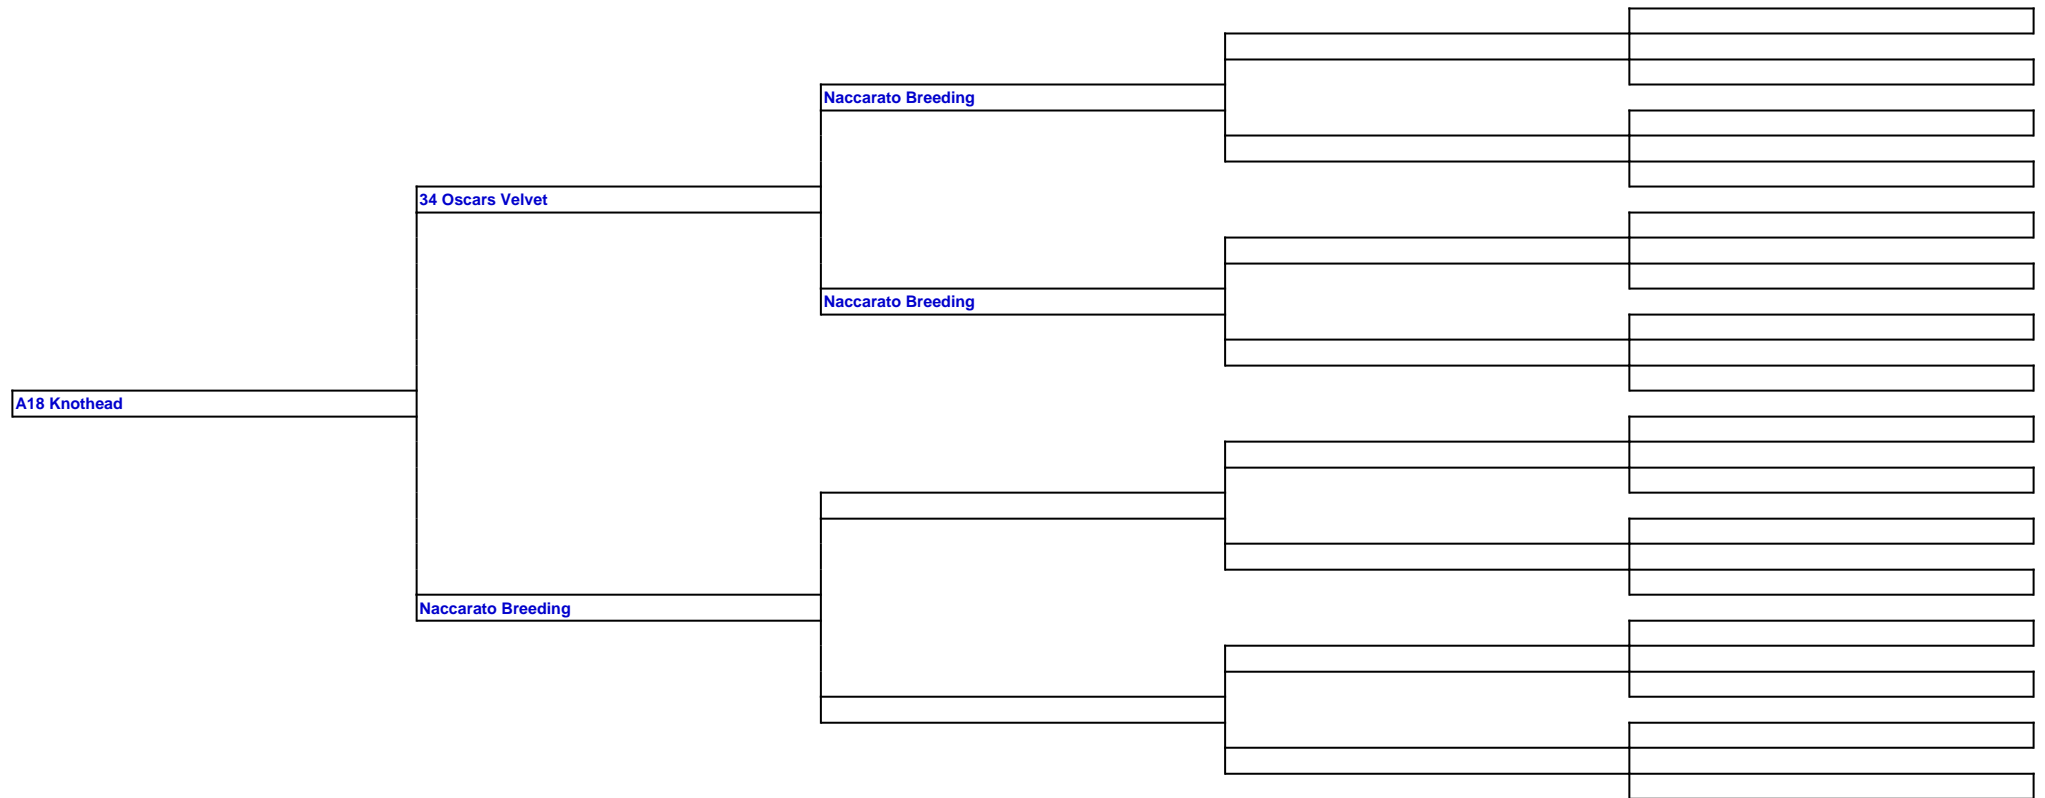 Naccarato Breeding
34 Oscars Velvet
Naccarato Breeding
A18 Knothead
Naccarato Breeding